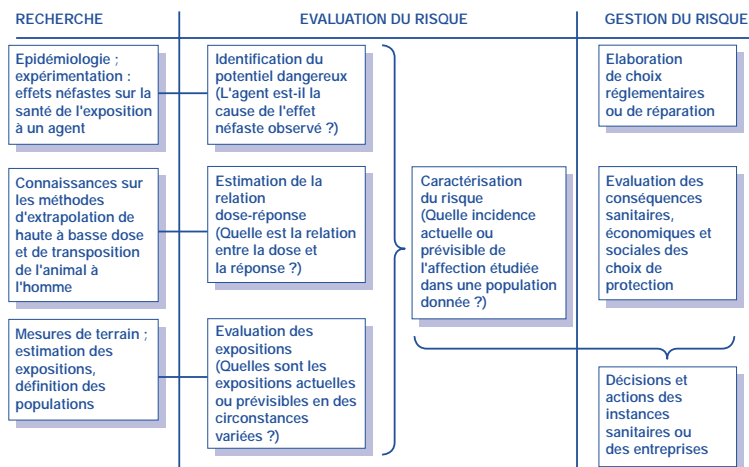 RECHERCHE
EVALUATION DU RISQUE
GESTION DU RISQUE
Epidémiologie ;
expérimentation :
effets néfastes sur la
santé de l'exposition
à un agent
Identification du
potentiel dangereux
(L'agent est-il la
cause de l'effet
néfaste observé ?)
Elaboration
de choix
réglementaires
ou de réparation
Connaissances sur
les méthodes
d'extrapolation de
haute à basse dose
et de transposition
de l'animal à
l'homme
Estimation de la
relation
dose-réponse
(Quelle est la relation
entre la dose et
la réponse ?)
Caractérisation
du risque
(Quelle incidence
actuelle ou
prévisible de
l'affection étudiée
dans une population
donnée ?)
Evaluation des
conséquences
sanitaires,
économiques et
sociales des
choix de
protection
Mesures de terrain ;
estimation des
expositions,
définition des
populations
Evaluation des
expositions
(Quelles sont les
expositions actuelles
ou prévisibles en des
circonstances
variées ?)
Décisions et
actions des
instances
sanitaires ou
des entreprises